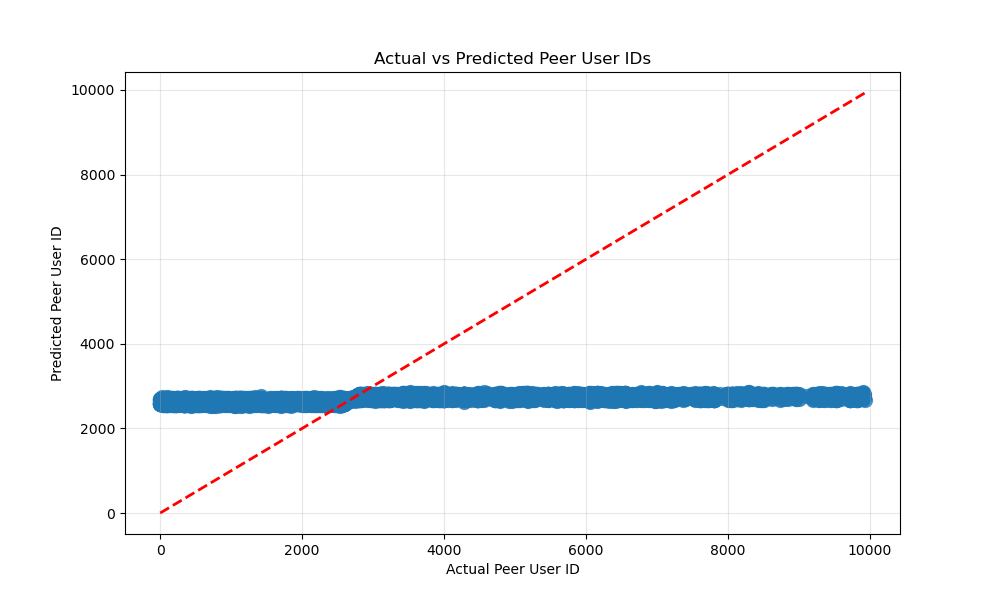 Actual vs Predicted Peer User IDs
10000
8000
6000
4000
2000
0
Predicted Peer User ID
0 2000 4000 6000 8000 10000
Actual Peer User ID